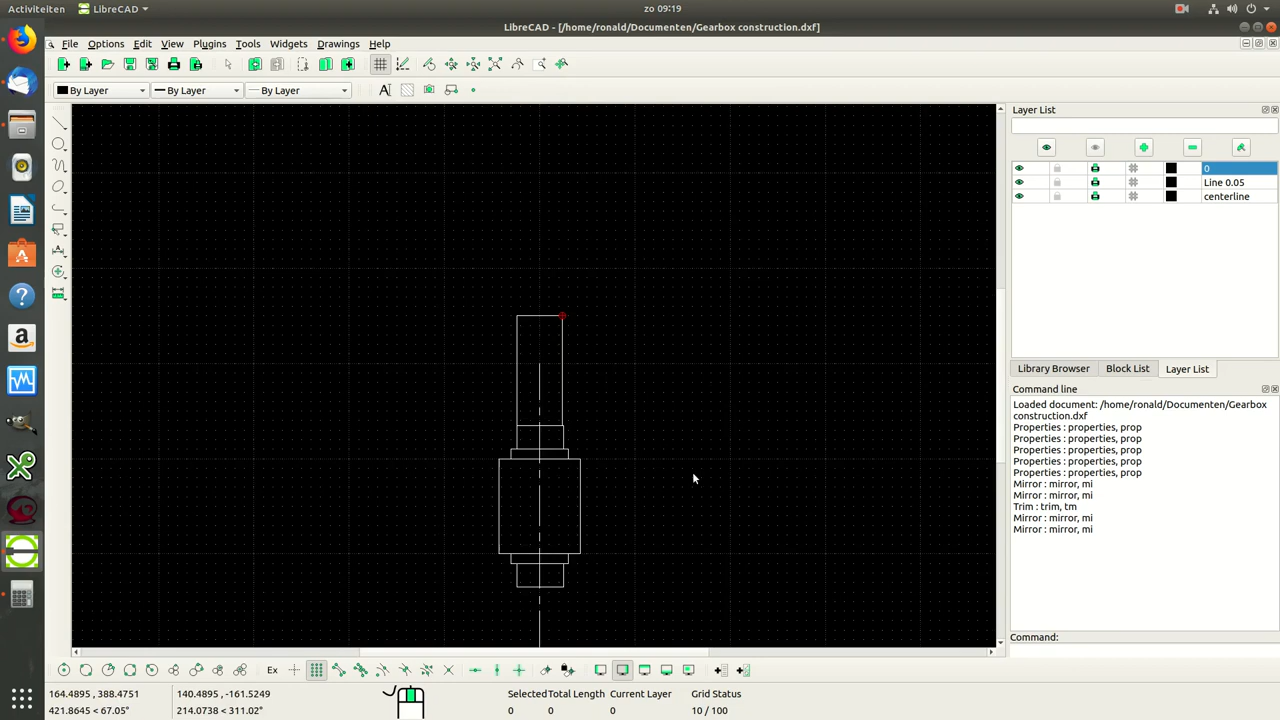 Activiteiten
LibreCAD
zo 09:19
LibreCAD - [/home/ronald/Documenten/Gearbox construction.dxf]
File Options Edit View Plugins Tools Widgets Drawings Help
By Layer
By Layer
By Layer
Layer List
0
Line 0.05
centerline
Library Browser Block List Layer List
Command line
Loaded document: /home/ronald/Documenten/Gearbox
construction.dxf
Properties : properties, prop
Properties : properties, prop
Properties : properties, prop
Properties : properties, prop
Properties : properties, prop
Mirror : mirror, mi
Mirror : mirror, mi
Trim : trim, tm
Mirror : mirror, mi
Mirror : mirror, mi
Command:
Ex
164.4895 , 388.4751 140.4895 , -161.5249 Selected Total Length Current Layer Grid Status
421.8645 < 67.05° 214.0738 < 311.02° 0 0 0 10 / 100